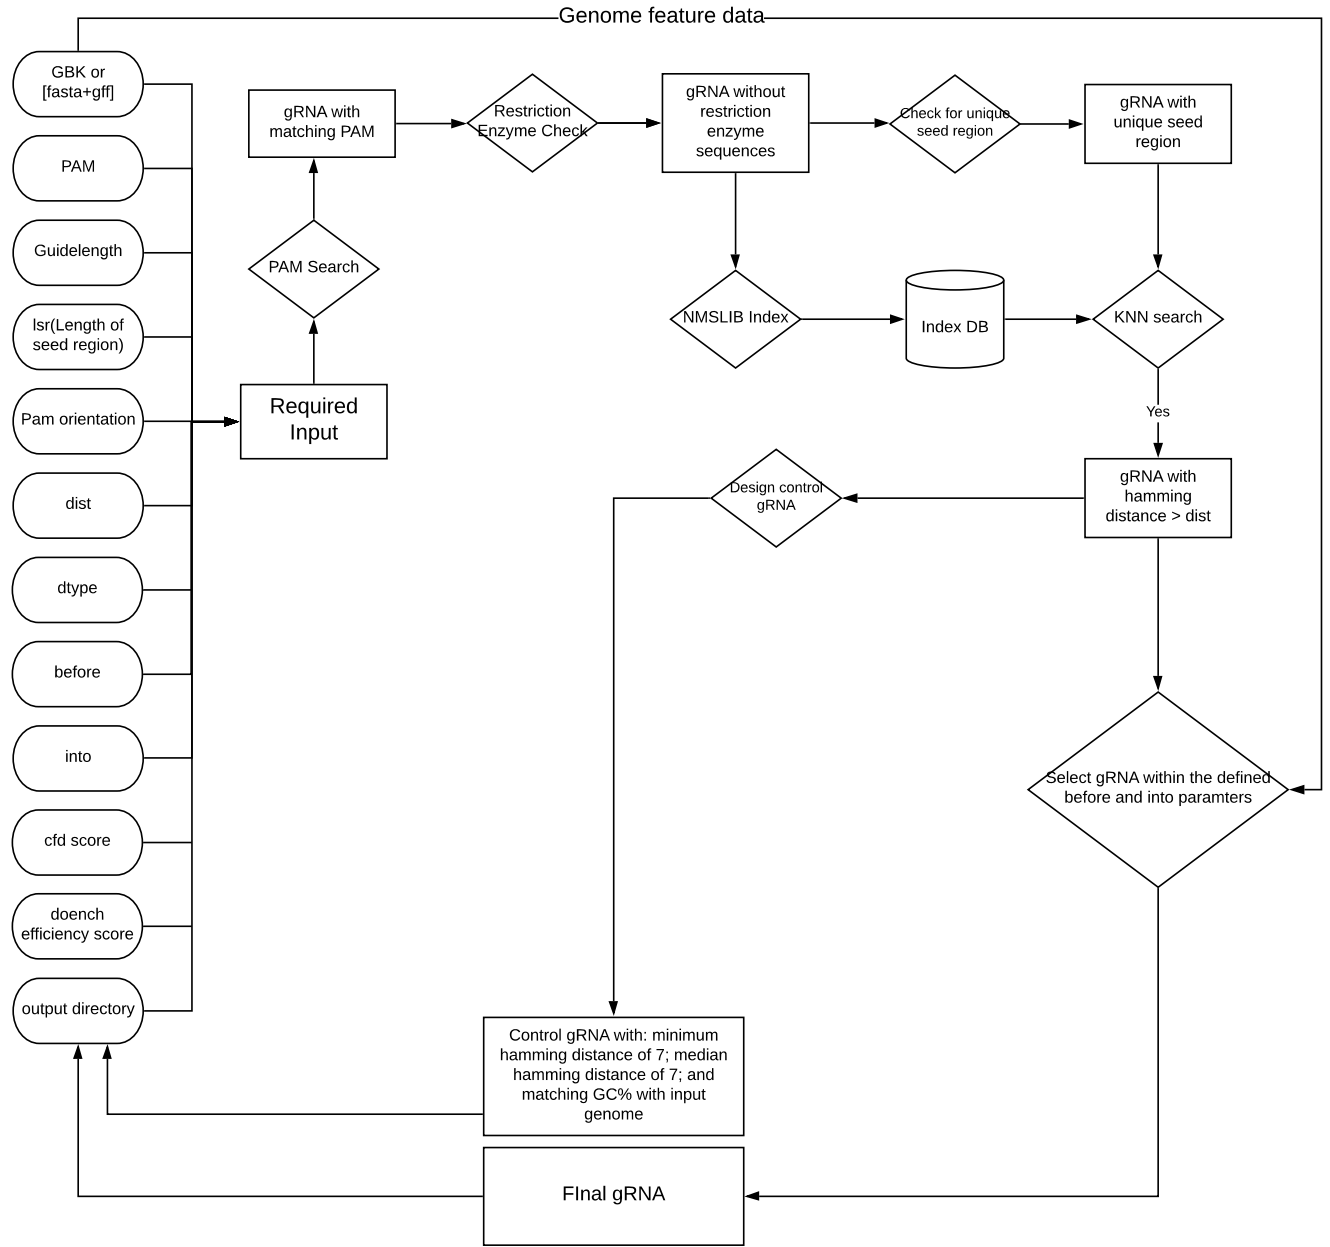 Genome feature data
GBK or
[fasta+gff]
PAM
Guidelength
lsr(Length of
seed region)
Pam orientation
dist
dtype
before
into
cfd score
doench
efficiency score
output directory
Required
Input
PAM Search
gRNA with
matching PAM
Restriction
Enzyme Check
gRNA without
restriction
enzyme
sequences
Check for unique
seed region
gRNA with
unique seed
region
NMSLIB Index
Index DB
KNN search
Yes
gRNA with
hamming
distance > dist
Design control
gRNA
Select gRNA within the defined
before and into paramters
Control gRNA with: minimum
hamming distance of 7; median
hamming distance of 7; and
matching GC% with input
genome
FInal gRNA